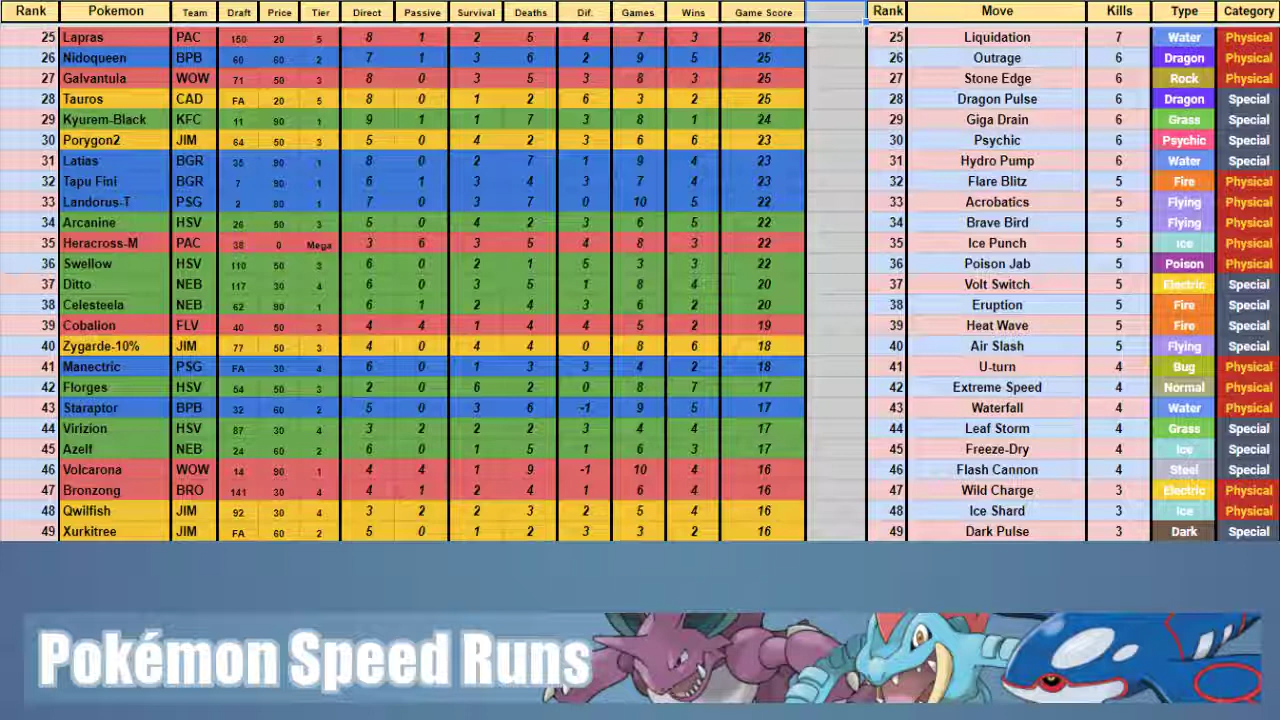 Rank Pokemon Team Draft Price Tier Direct Passive Survival Deaths Dif. Games Wins Game Score Rank Move Kills Type Category
25 Lapras PAC 150 20 5 8 1 2 5 4 7 3 26 25 Liquidation 7 Water Physical
26 Nidoqueen BPB 60 60 2 7 1 3 6 2 9 5 25 26 Outrage 6 Dragon Physical
27 Galvantula WOW 71 50 3 8 0 3 5 3 8 3 25 27 Stone Edge 6 Rock Physical
28 Tauros CAD FA 20 5 8 0 1 2 6 3 2 25 28 Dragon Pulse 6 Dragon Special
29 Kyurem-Black KFC 11 90 1 9 1 1 7 3 8 1 24 29 Giga Drain 6 Grass Special
30 Porygon2 JIM 64 50 3 5 0 4 2 3 6 6 23 30 Psychic 6 Psychic Special
31 Latias BGR 35 90 1 8 0 2 7 1 9 4 23 31 Hydro Pump 6 Water Special
32 Tapu Fini BGR 7 90 1 6 1 3 4 3 7 4 23 32 Flare Blitz 5 Fire Physical
33 Landorus-T PSG 2 90 1 7 0 3 7 0 10 5 22 33 Acrobatics 5 Flying Physical
34 Arcanine HSV 26 50 3 5 0 4 2 3 6 5 22 34 Brave Bird 5 Flying Physical
35 Heracross-M PAC 38 0 Mega 3 6 3 5 4 8 3 22 35 Ice Punch 5 Ice Physical
36 Swellow HSV 110 50 3 6 0 2 1 5 3 3 22 36 Poison Jab 5 Poison Physical
37 Ditto NEB 117 30 4 6 0 3 5 1 8 4 20 37 Volt Switch 5 Electric Special
38 Celesteela NEB 62 90 1 6 1 2 4 3 6 2 20 38 Eruption 5 Fire Special
39 Cobalion FLV 40 50 3 4 4 1 4 4 5 2 19 39 Heat Wave 5 Fire Special
40 Zygarde-10% JIM 77 50 3 4 0 4 4 0 8 6 18 40 Air Slash 5 Flying Special
41 Manectric PSG FA 30 4 6 0 1 3 3 4 2 18 41 U-turn 4 Bug Physical
42 Florges HSV 54 50 3 2 0 6 2 0 8 7 17 42 Extreme Speed 4 Normal Physical
43 Staraptor BPB 32 60 2 5 0 3 6 -1 9 5 17 43 Waterfall 4 Water Physical
44 Virizion HSV 87 30 4 3 2 2 2 3 4 4 17 44 Leaf Storm 4 Grass Special
45 Azelf NEB 24 60 2 6 0 1 5 1 6 3 17 45 Freeze-Dry 4 Ice Special
46 Volcarona WOW 14 90 1 4 4 1 9 -1 10 4 16 46 Flash Cannon 4 Steel Special
47 Bronzong BRO 141 30 4 4 1 2 4 1 6 4 16 47 Wild Charge 3 Electric Physical
48 Qwilfish JIM 92 30 4 3 2 2 3 2 5 4 16 48 Ice Shard 3 Ice Physical
49 Xurkitree JIM FA 60 2 5 0 1 2 3 3 2 16 49 Dark Pulse 3 Dark Special
Pokémon Speed Runs